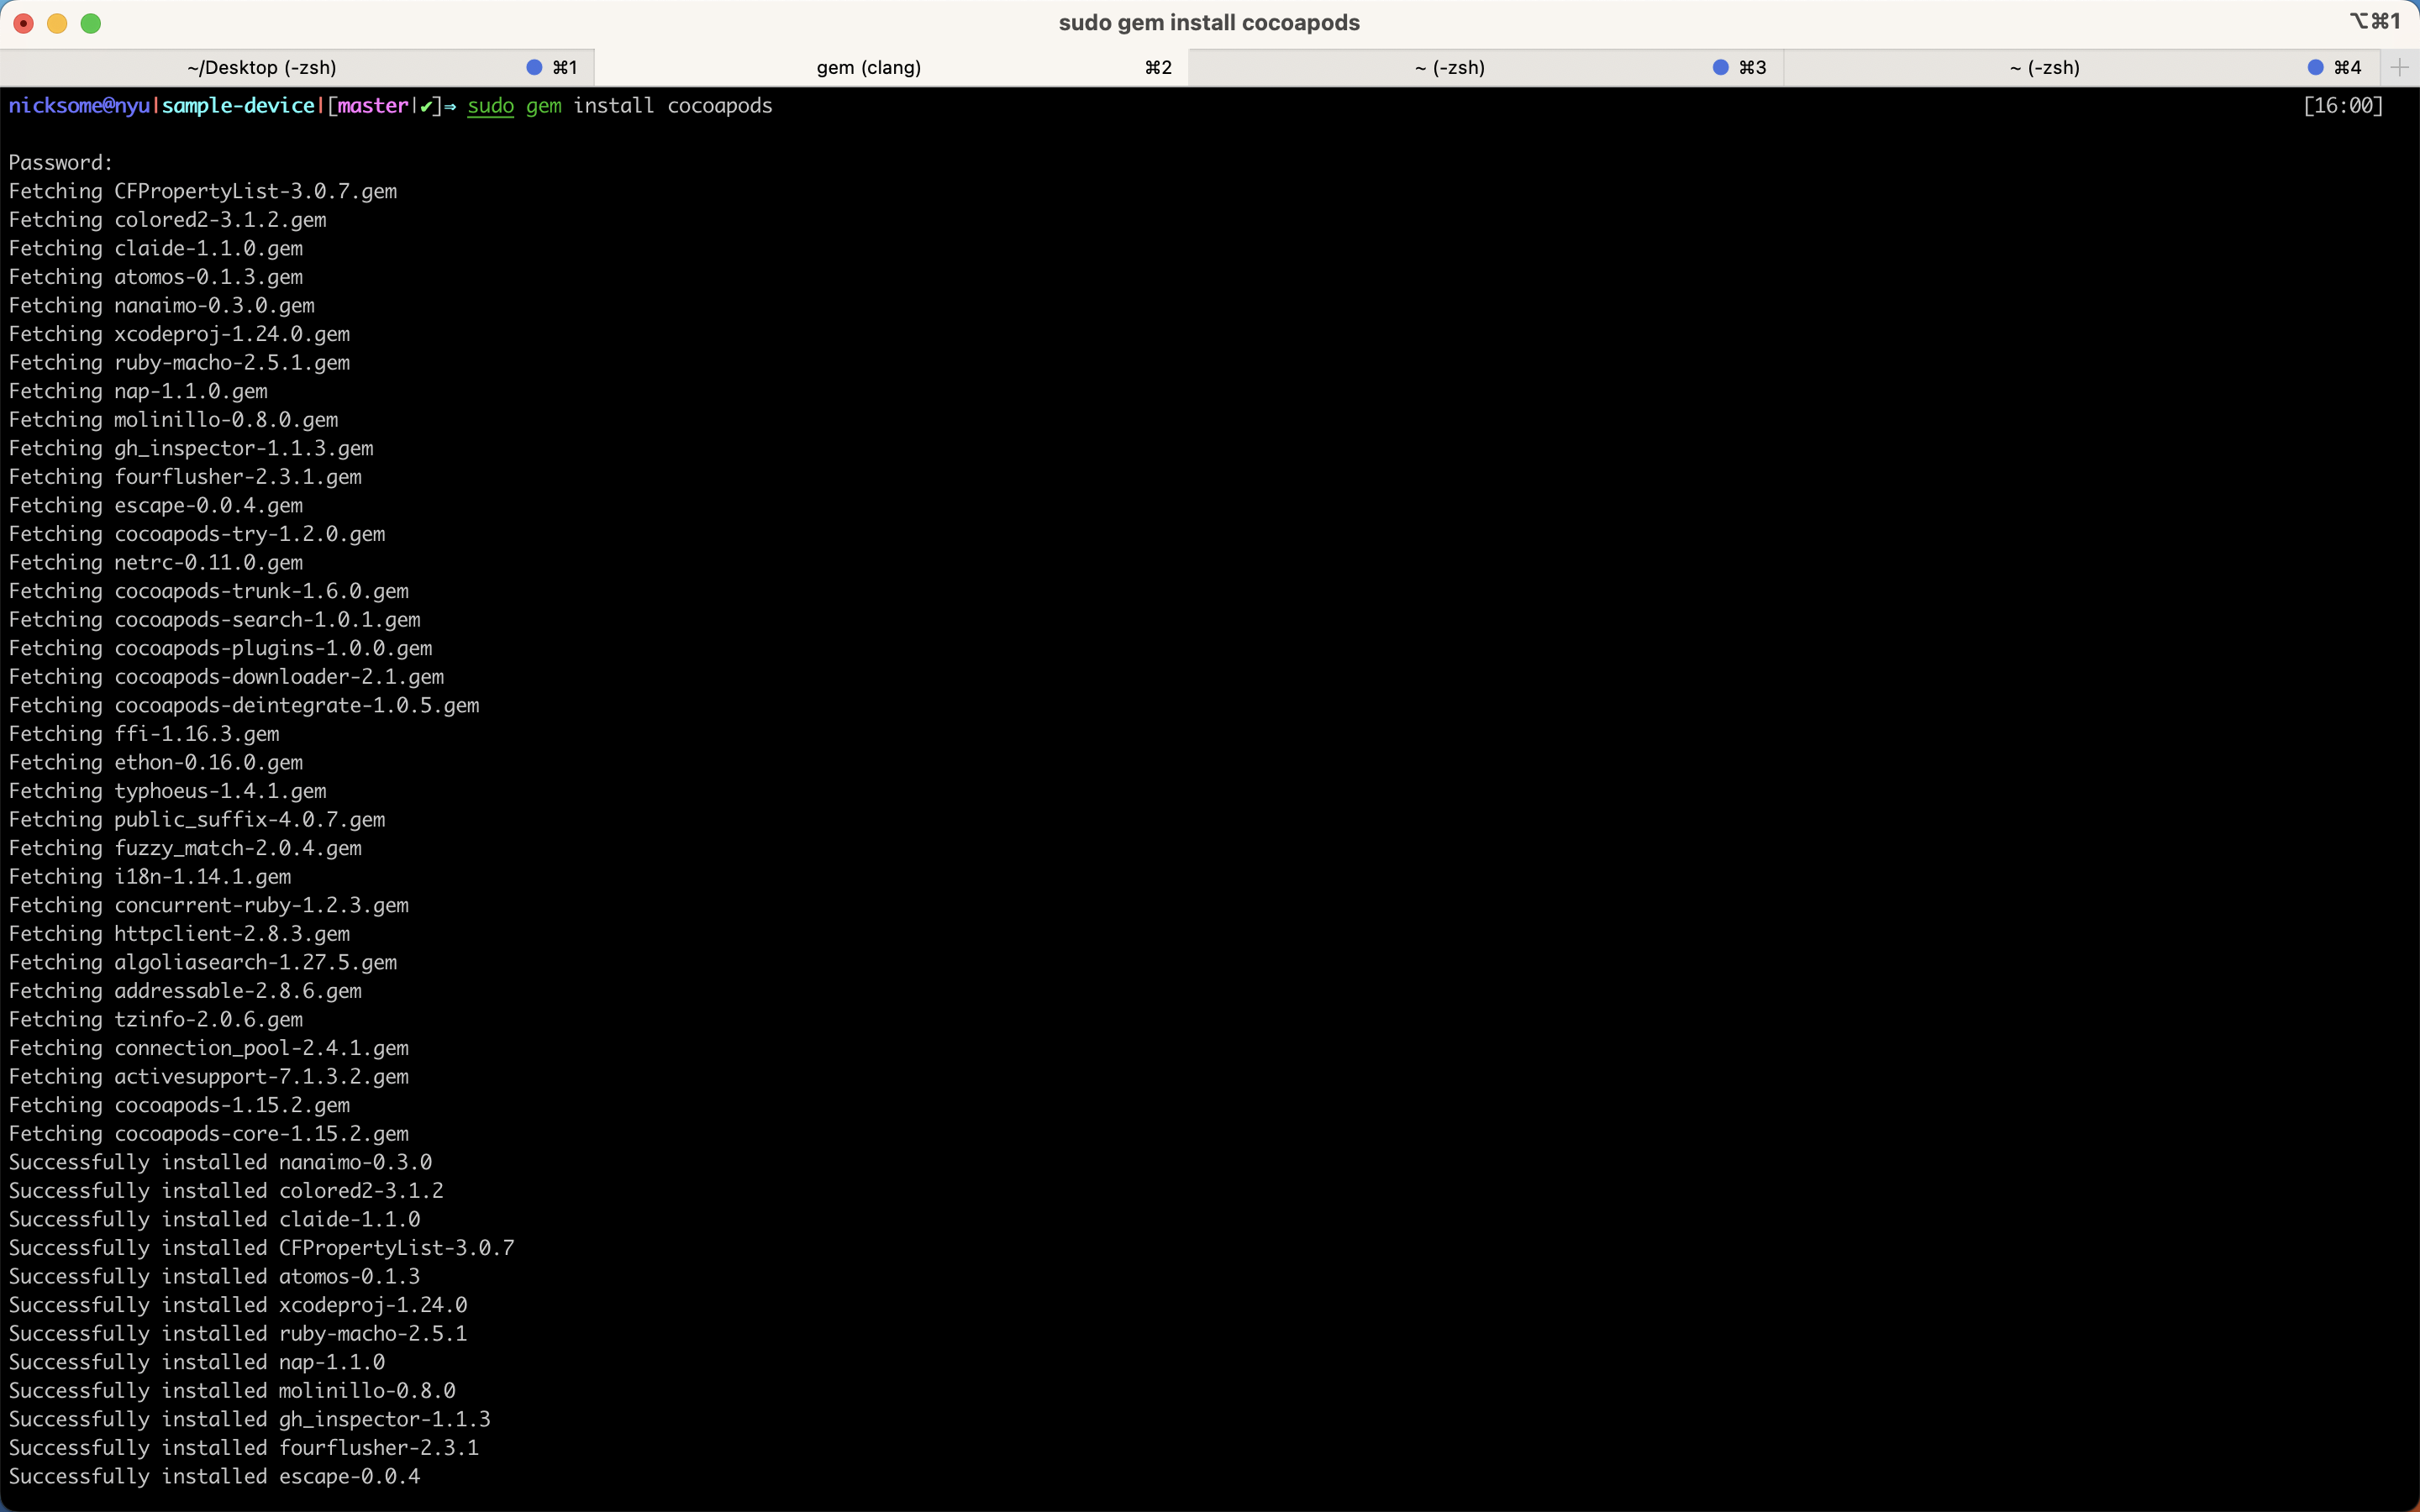 sudo gem install cocoapods
⌥⌘1
~/Desktop (-zsh) ⌘1 gem (clang) ⌘2 ~ (-zsh) ⌘3 ~ (-zsh) ⌘4 +
nicksome@nyu|sample-device|[master|✔]⇒ sudo gem install cocoapods [16:00]
Password:
Fetching CFPropertyList-3.0.7.gem
Fetching colored2-3.1.2.gem
Fetching claide-1.1.0.gem
Fetching atomos-0.1.3.gem
Fetching nanaimo-0.3.0.gem
Fetching xcodeproj-1.24.0.gem
Fetching ruby-macho-2.5.1.gem
Fetching nap-1.1.0.gem
Fetching molinillo-0.8.0.gem
Fetching gh_inspector-1.1.3.gem
Fetching fourflusher-2.3.1.gem
Fetching escape-0.0.4.gem
Fetching cocoapods-try-1.2.0.gem
Fetching netrc-0.11.0.gem
Fetching cocoapods-trunk-1.6.0.gem
Fetching cocoapods-search-1.0.1.gem
Fetching cocoapods-plugins-1.0.0.gem
Fetching cocoapods-downloader-2.1.gem
Fetching cocoapods-deintegrate-1.0.5.gem
Fetching ffi-1.16.3.gem
Fetching ethon-0.16.0.gem
Fetching typhoeus-1.4.1.gem
Fetching public_suffix-4.0.7.gem
Fetching fuzzy_match-2.0.4.gem
Fetching i18n-1.14.1.gem
Fetching concurrent-ruby-1.2.3.gem
Fetching httpclient-2.8.3.gem
Fetching algoliasearch-1.27.5.gem
Fetching addressable-2.8.6.gem
Fetching tzinfo-2.0.6.gem
Fetching connection_pool-2.4.1.gem
Fetching activesupport-7.1.3.2.gem
Fetching cocoapods-1.15.2.gem
Fetching cocoapods-core-1.15.2.gem
Successfully installed nanaimo-0.3.0
Successfully installed colored2-3.1.2
Successfully installed claide-1.1.0
Successfully installed CFPropertyList-3.0.7
Successfully installed atomos-0.1.3
Successfully installed xcodeproj-1.24.0
Successfully installed ruby-macho-2.5.1
Successfully installed nap-1.1.0
Successfully installed molinillo-0.8.0
Successfully installed gh_inspector-1.1.3
Successfully installed fourflusher-2.3.1
Successfully installed escape-0.0.4